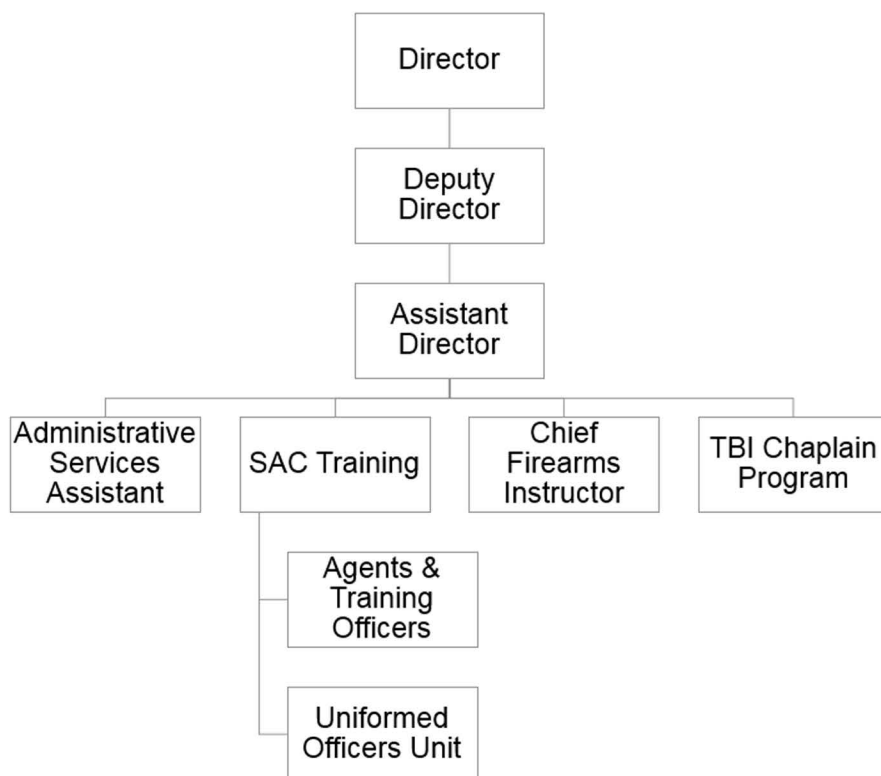 Director
Deputy
Director
Assistant
Director
Administrative
Services
Assistant
SAC Training
Chief
Firearms
Instructor
TBI Chaplain
Program
Agents &
Training
Officers
Uniformed
Officers Unit